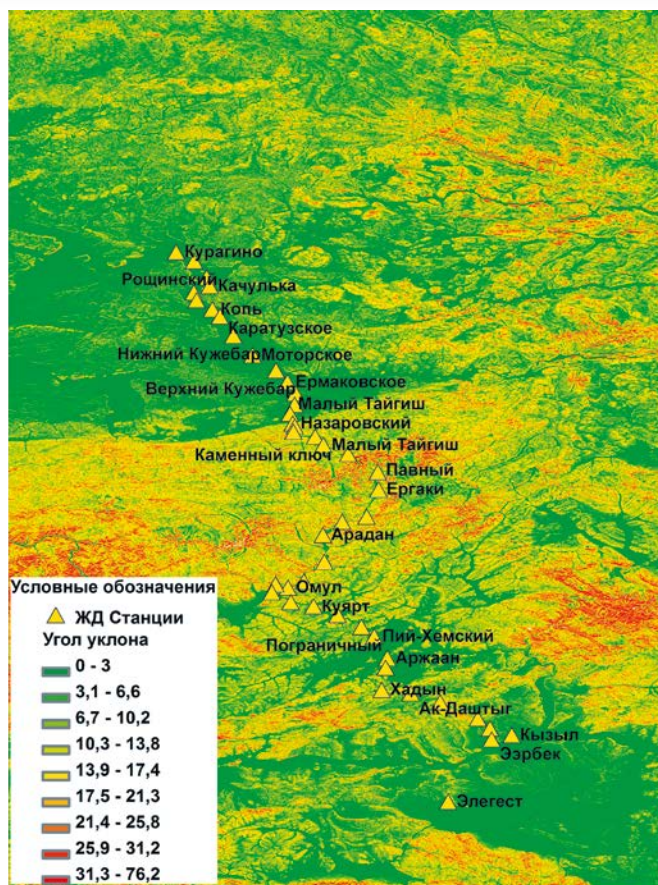 Курагино
Рощинский
Качулька
Копь
Каратузское
Нижний Кужебар
Моторское
Верхний Кужебар
Ермаковское
Малый Тайгиш
Назаровский
Каменный ключ
Малый Тайгиш
Павный
Ергаки
Арадан
Омул
Куярт
Пограничный
Пий-Хемский
Аржаан
Хадын
Ак-Даштыг
Кызыл
Ээрбек
Элегест
Условные обозначения
ЖД Станции
Угол уклона
0 - 3
3,1 - 6,6
6,7 - 10,2
10,3 - 13,8
13,9 - 17,4
17,5 - 21,3
21,4 - 25,8
25,9 - 31,2
31,3 - 76,2